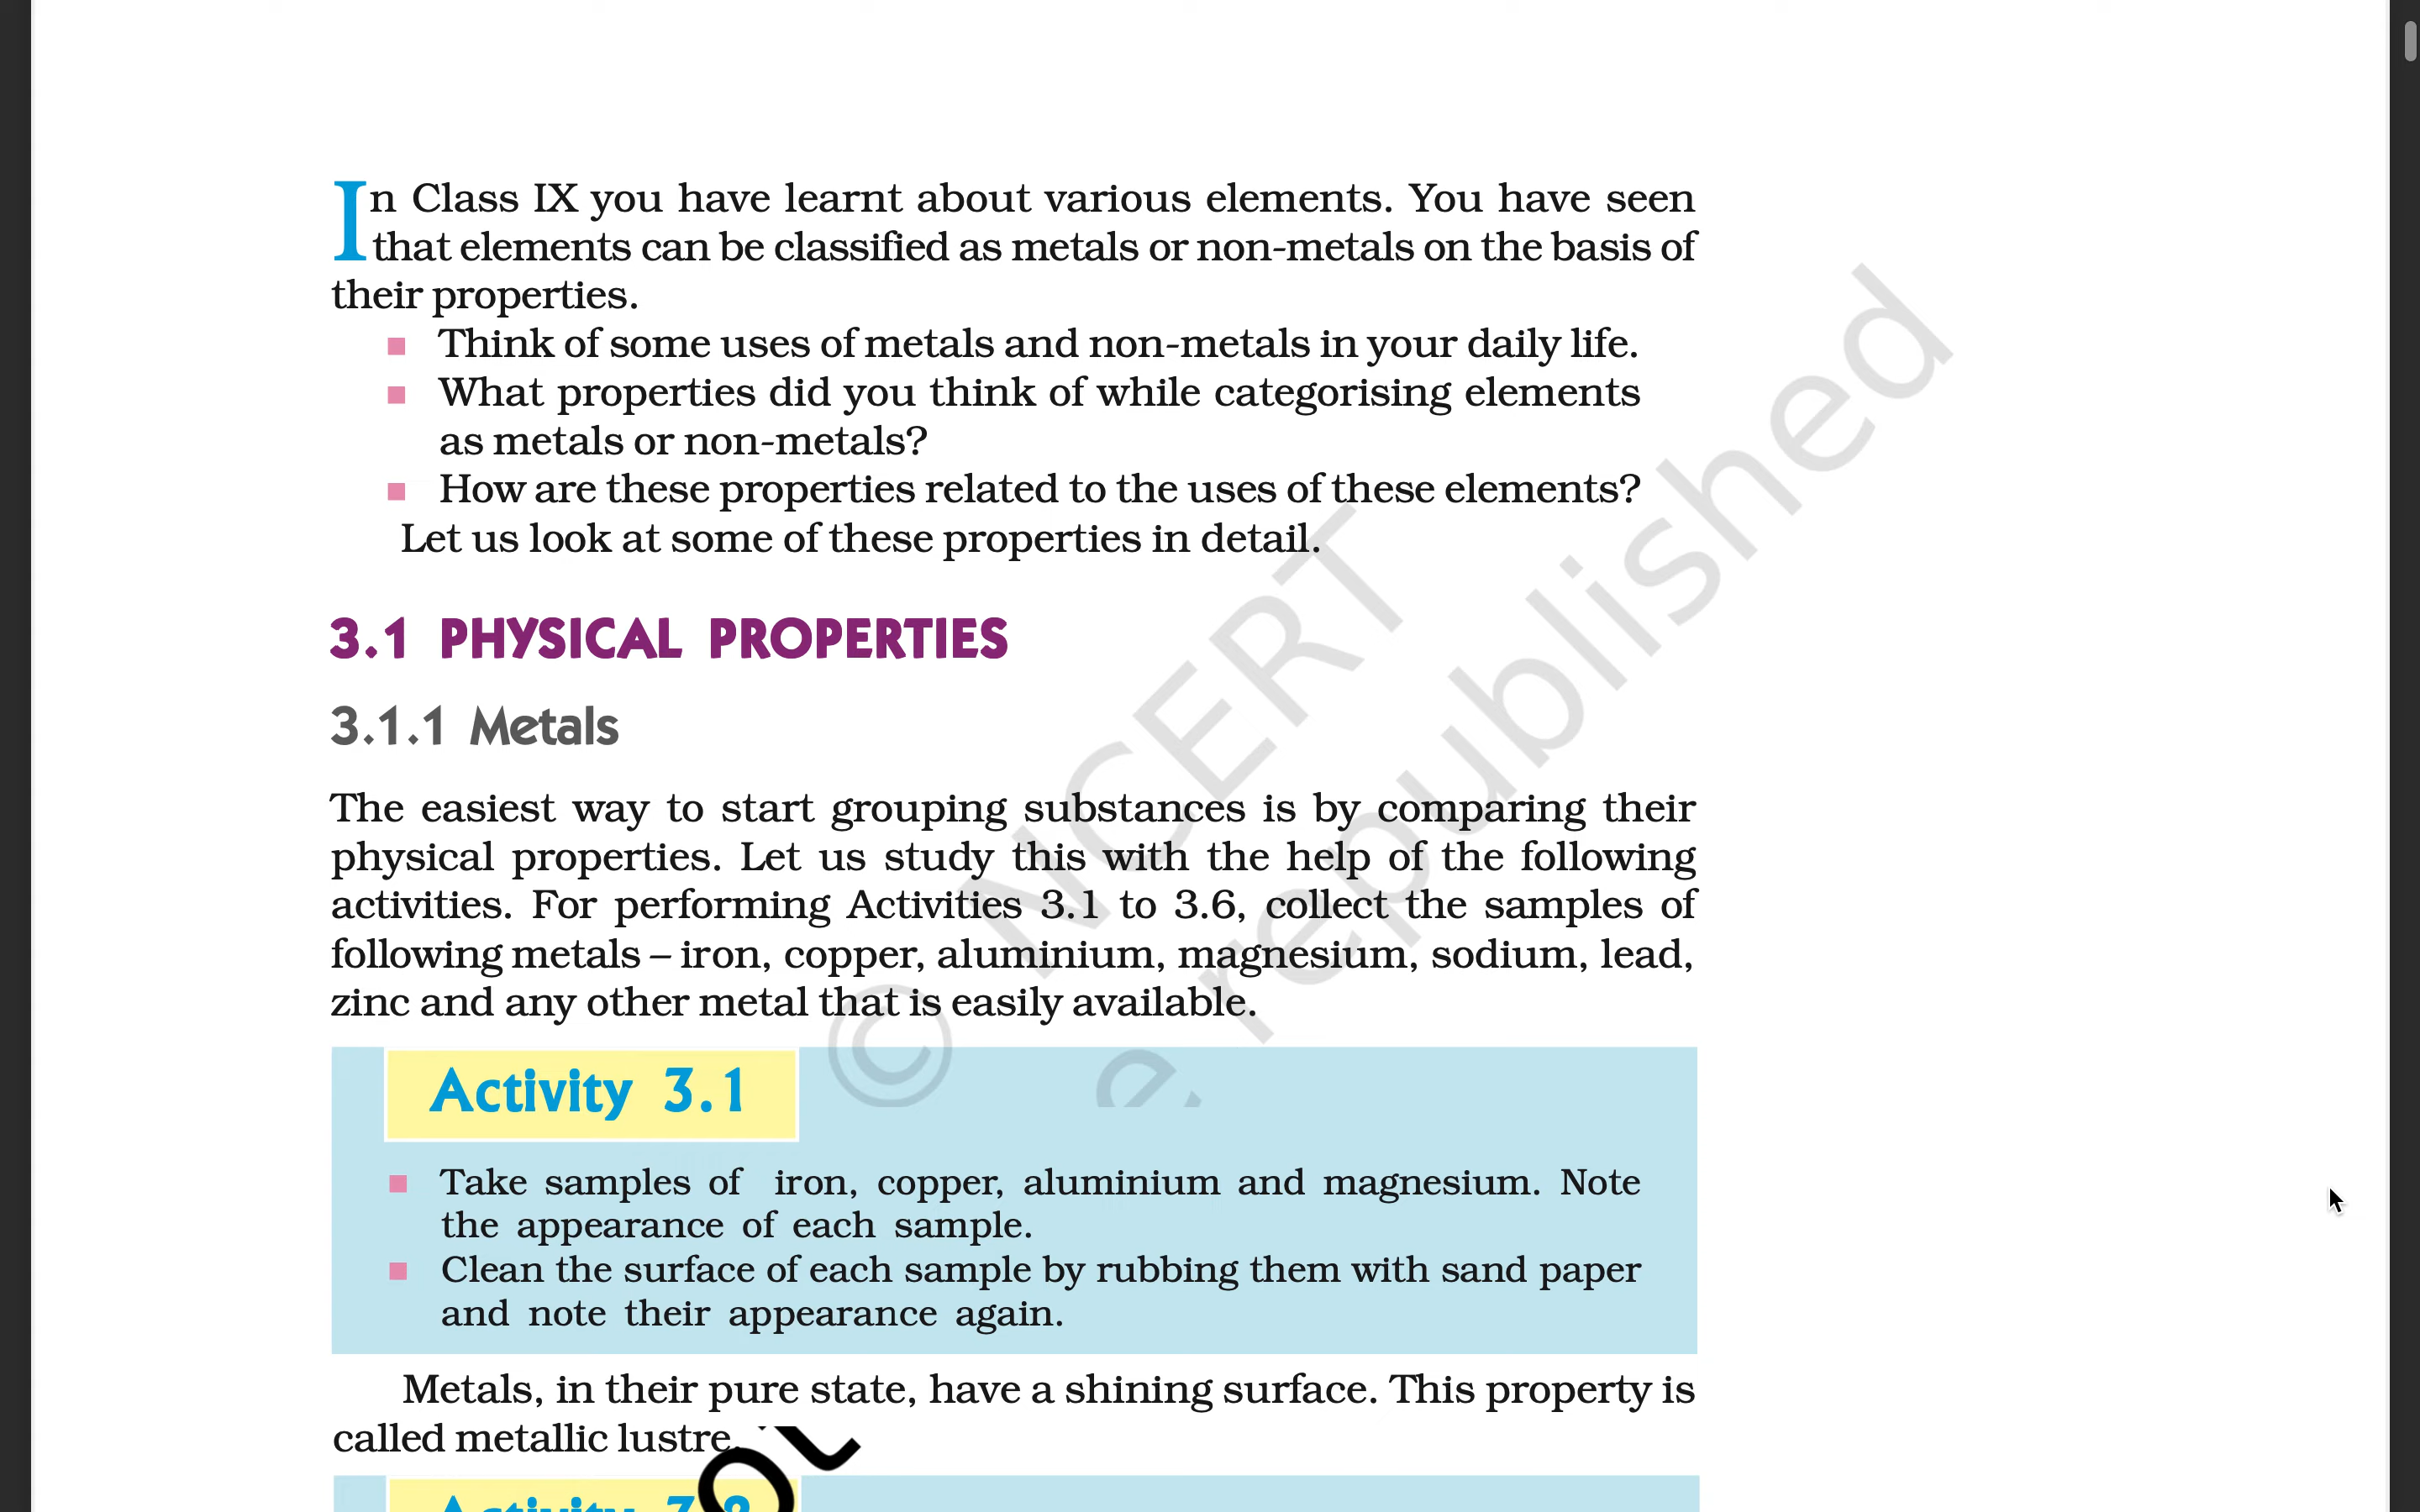 In Class IX you have learnt about various elements. You have seen
that elements can be classified as metals or non-metals on the basis of
their properties.
Think of some uses of metals and non-metals in your daily life.
What properties did you think of while categorising elements
as metals or non-metals?
How are these properties related to the uses of these elements?
Let us look at some of these properties in detail.
3.1 PHYSICAL PROPERTIES
3.1.1 Metals
The easiest way to start grouping substances is by comparing their
physical properties. Let us study this with the help of the following
activities. For performing Activities 3.1 to 3.6, collect the samples of
following metals – iron, copper, aluminium, magnesium, sodium, lead,
zinc and any other metal that is easily available.
Activity 3.1
Take samples of iron, copper, aluminium and magnesium. Note
the appearance of each sample.
Clean the surface of each sample by rubbing them with sand paper
and note their appearance again.
Metals, in their pure state, have a shining surface. This property is
called metallic lustre.
Activity
© NCERT
republished